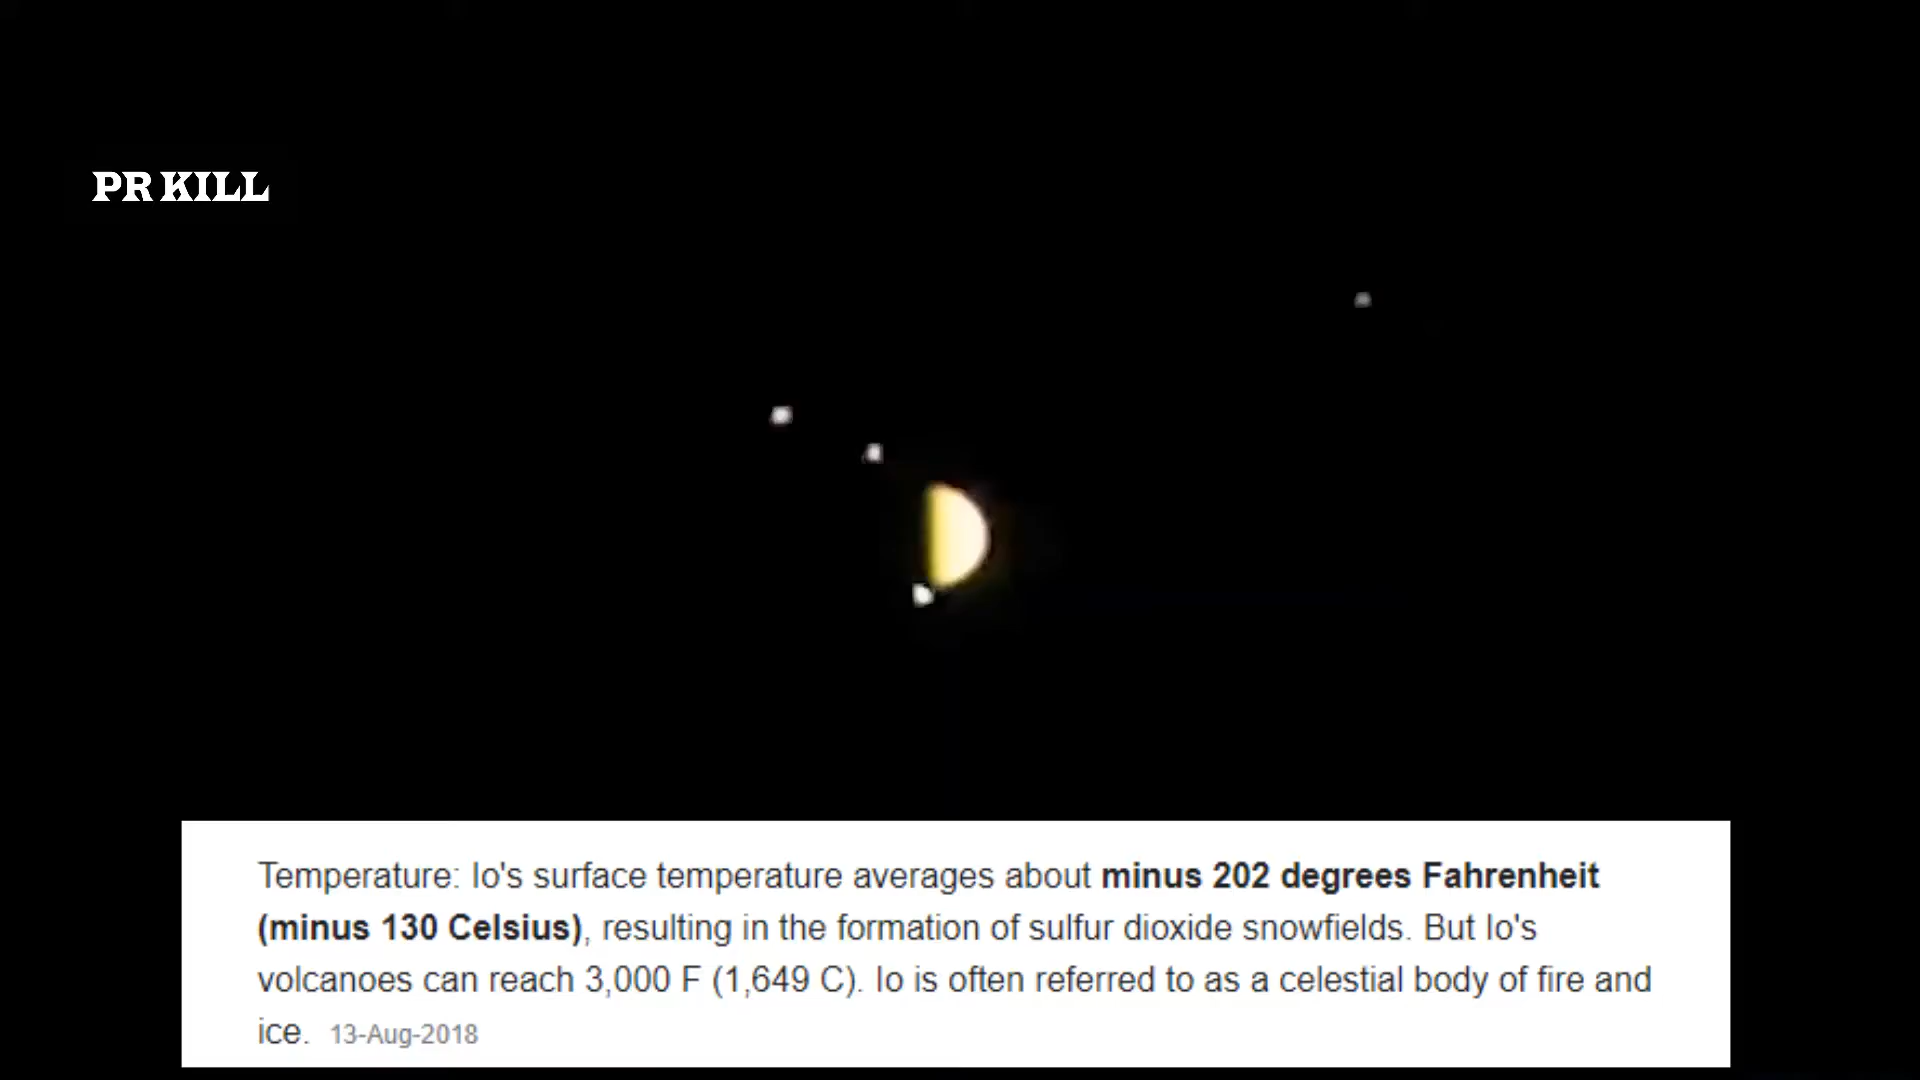 PR KILL
Temperature: Io's surface temperature averages about minus 202 degrees Fahrenheit
(minus 130 Celsius), resulting in the formation of sulfur dioxide snowfields. But Io's
volcanoes can reach 3,000 F (1,649 C). Io is often referred to as a celestial body of fire and
ice. 13-Aug-2018